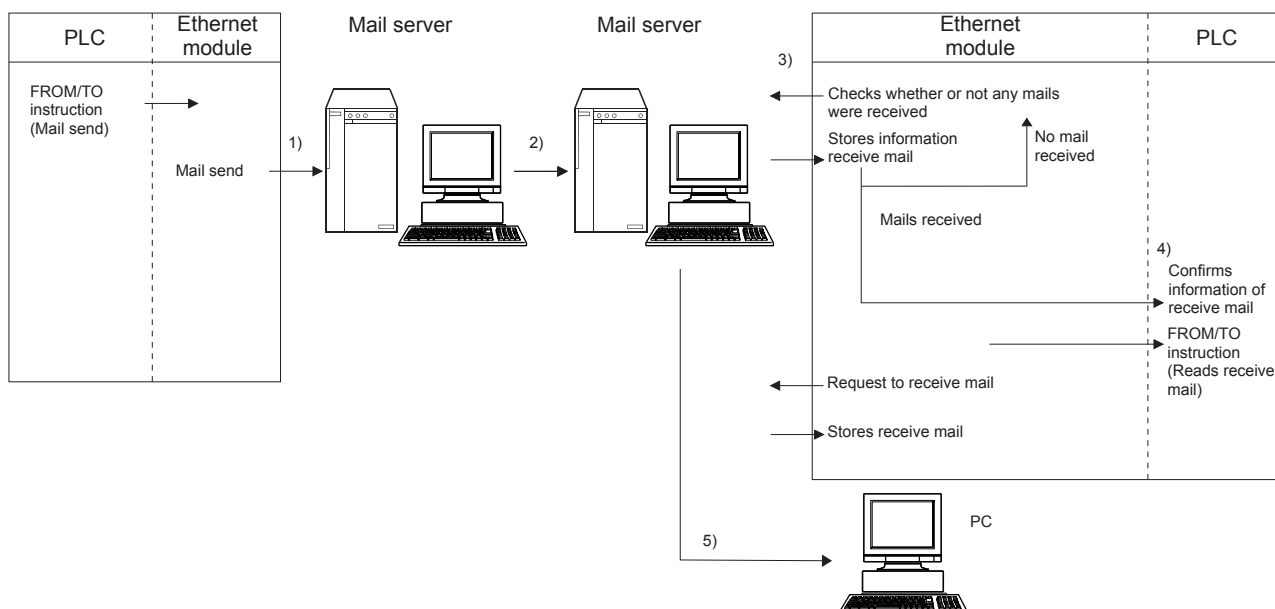 PLC
Ethernet
module
Mail server
Mail server
Ethernet
module
PLC
FROM/TO
instruction
(Mail send)
Mail send
1)
2)
3)
Checks whether or not any mails
were received
Stores information
receive mail
No mail
received
Mails received
4)
Confirms
information of
receive mail
FROM/TO
instruction
(Reads receive
mail)
Request to receive mail
Stores receive mail
5)
PC